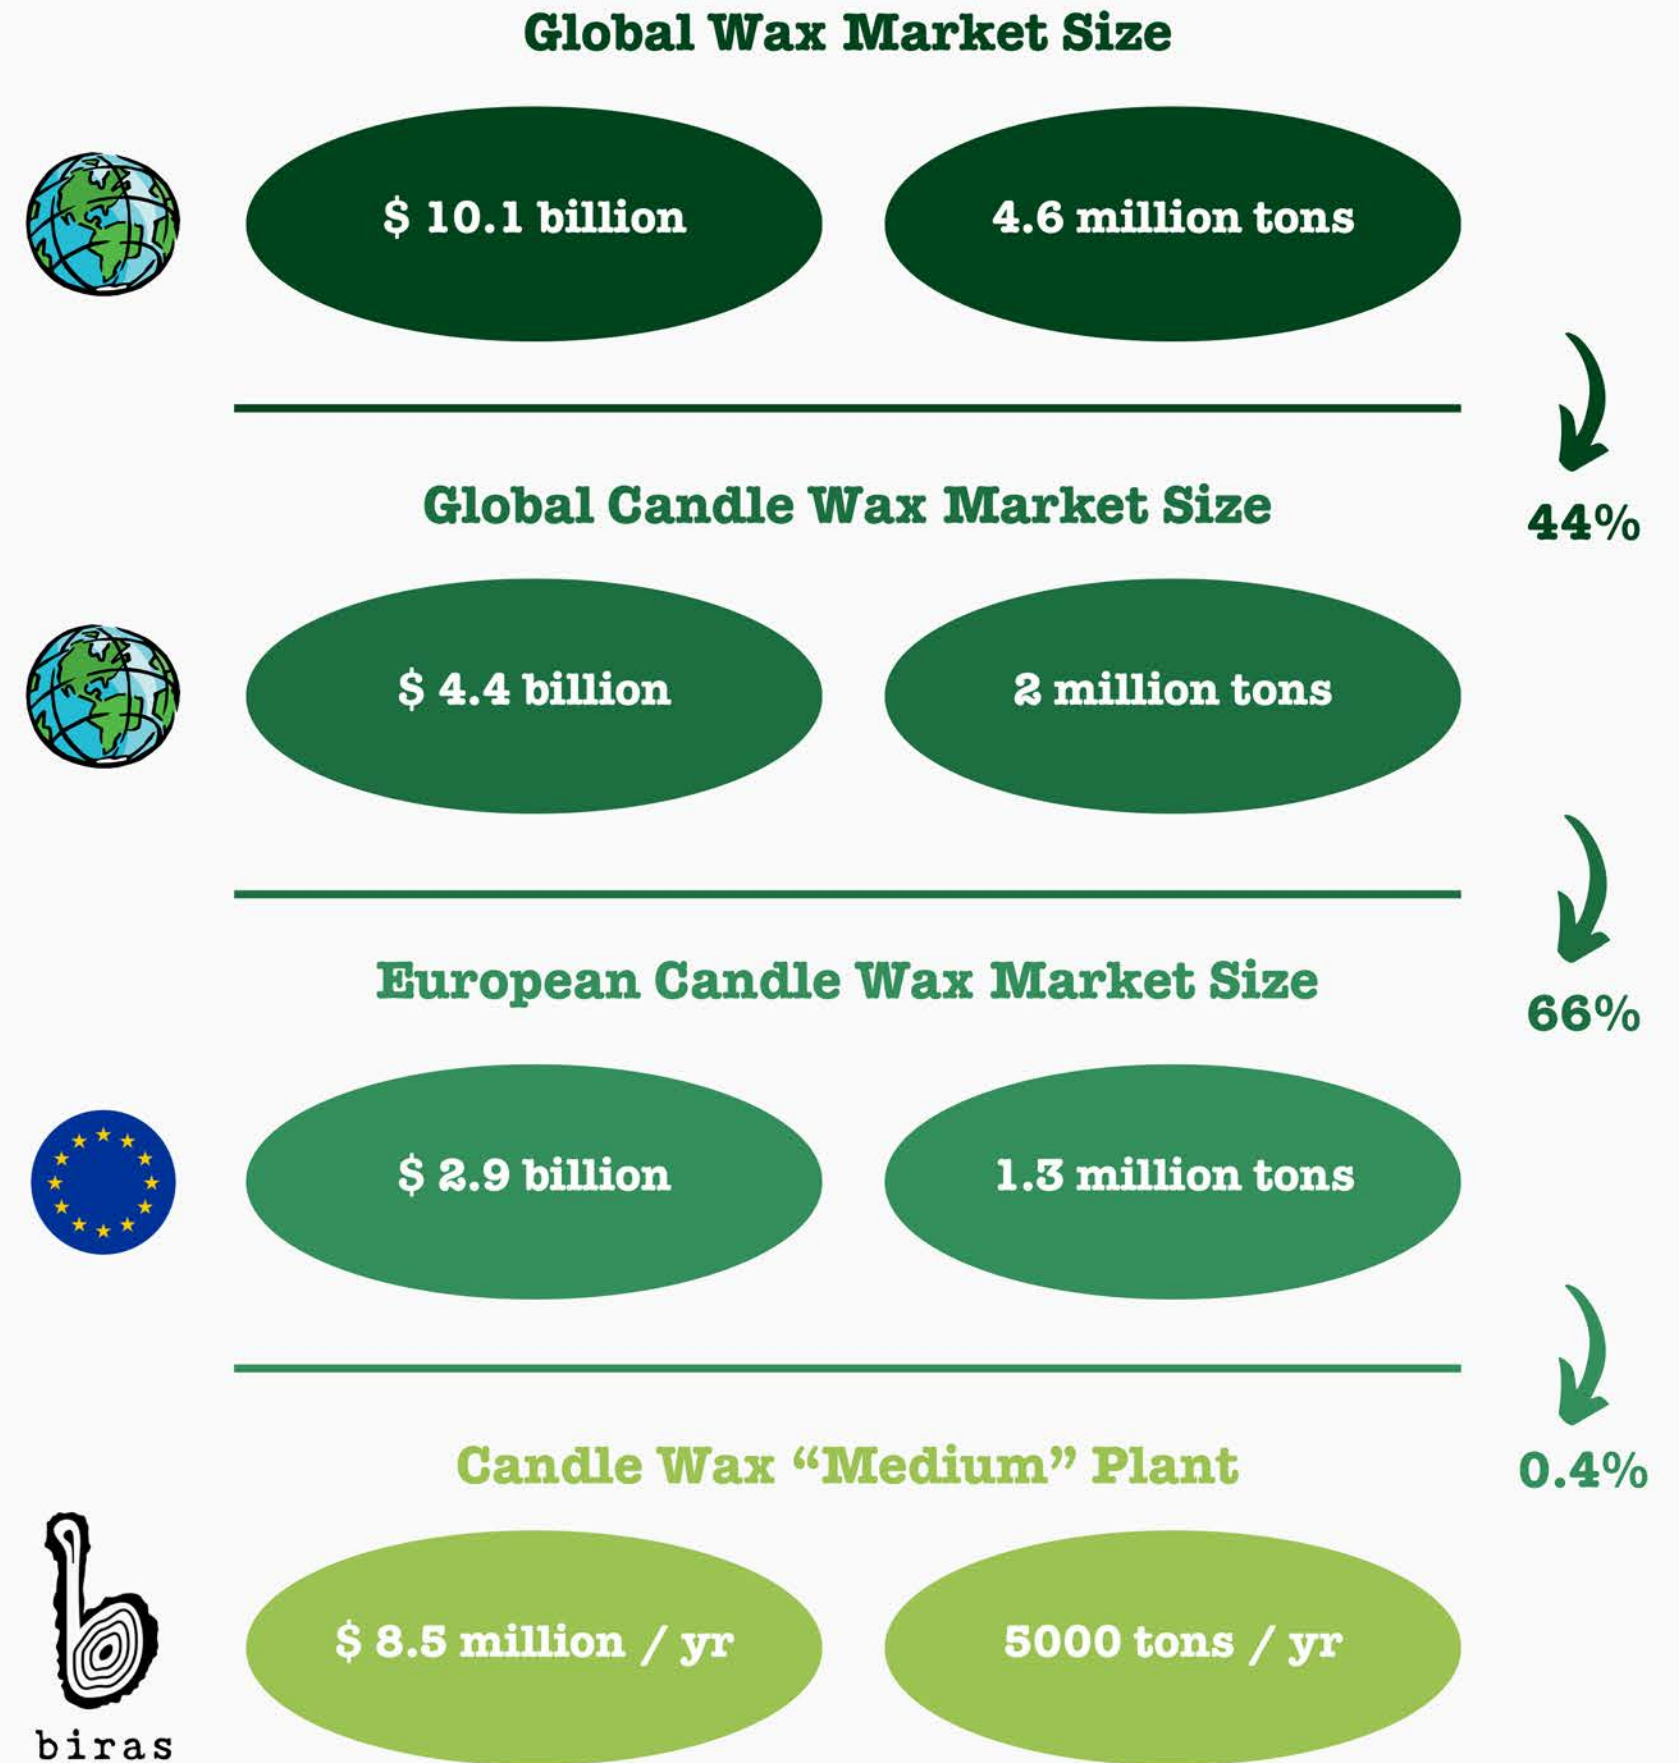 Global Wax Market Size
$ 10.1 billion
4.6 million tons
44%
Global Candle Wax Market Size
$ 4.4 billion
2 million tons
66%
European Candle Wax Market Size
$ 2.9 billion
1.3 million tons
0.4%
Candle Wax “Medium” Plant
$ 8.5 million / yr
5000 tons / yr
biras